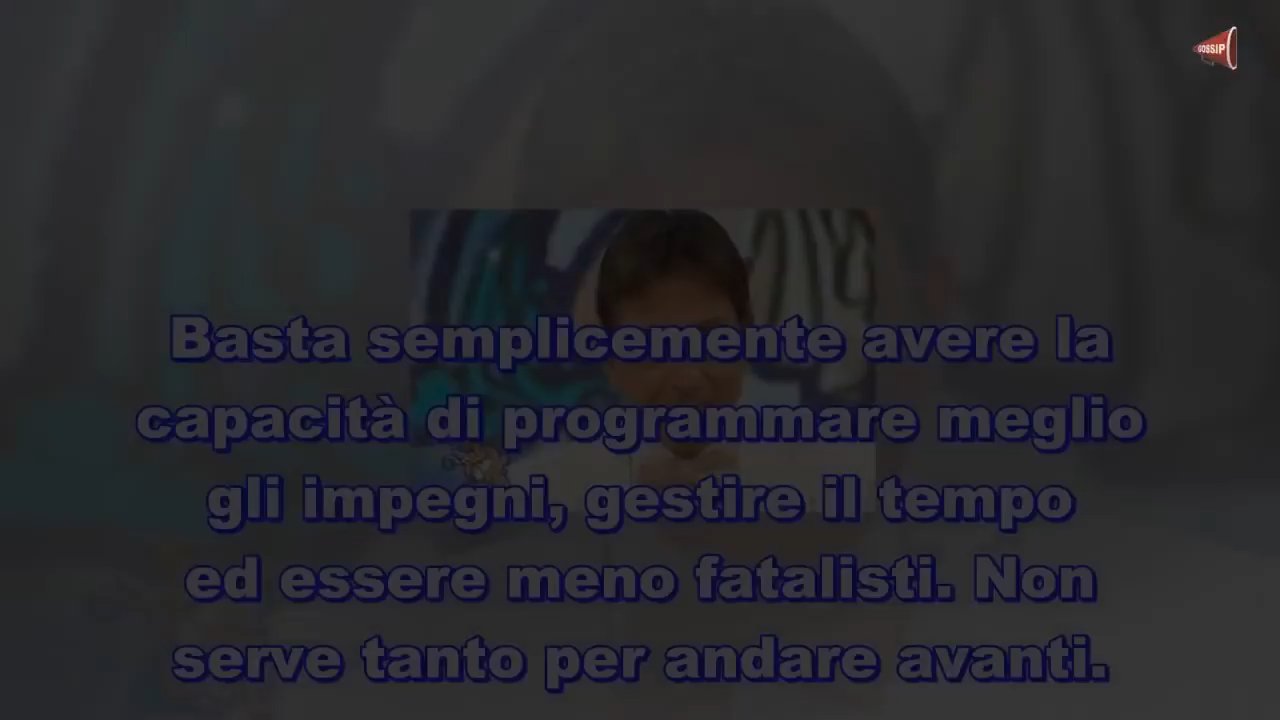 GOSSIP
Basta semplicemente avere la
capacità di programmare meglio
gli impegni, gestire il tempo
ed essere meno fatalisti. Non
serve tanto per andare avanti.